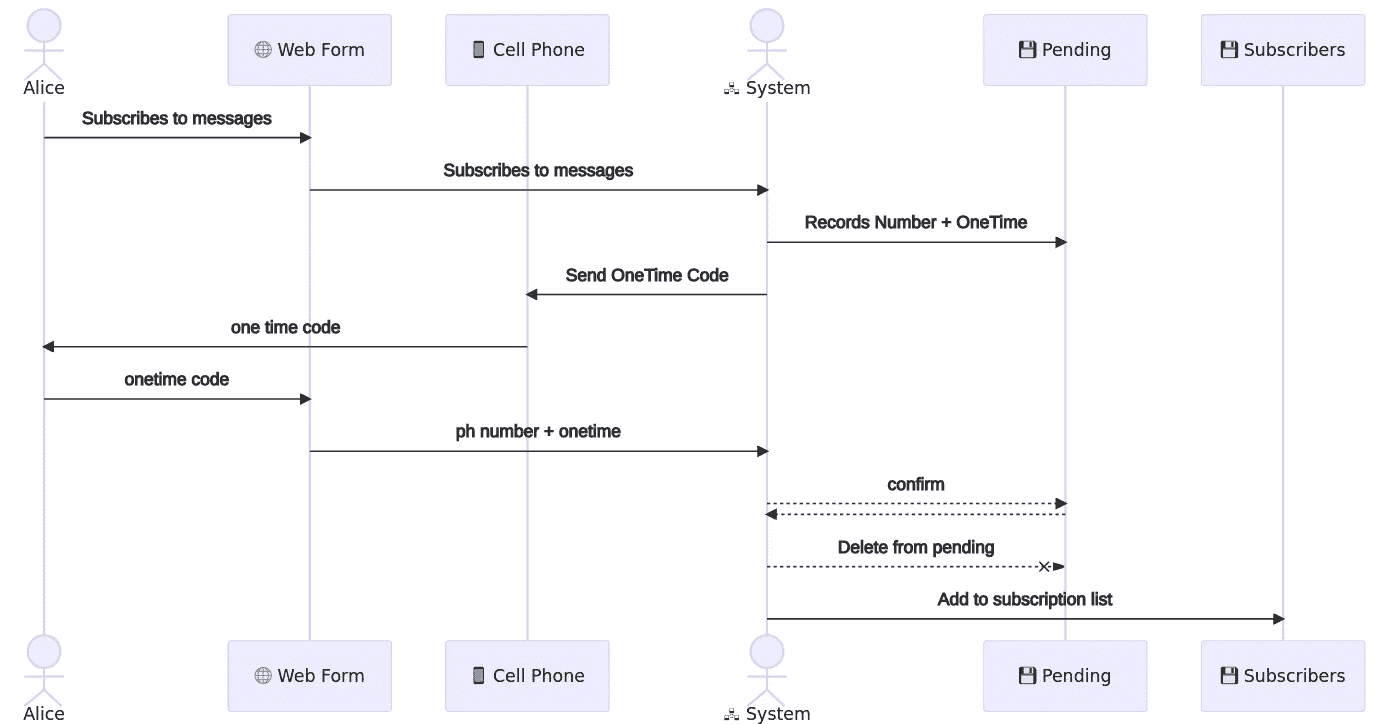 Web Form
Cell Phone
Pending
Subscribers
Alice
System
Subscribes to messages
Subscribes to messages
Records Number + OneTime
Send OneTime Code
one time code
onetime code
ph number + onetime
confirm
Delete from pending
Add to subscription list
Web Form
Cell Phone
Pending
Subscribers
Alice
System